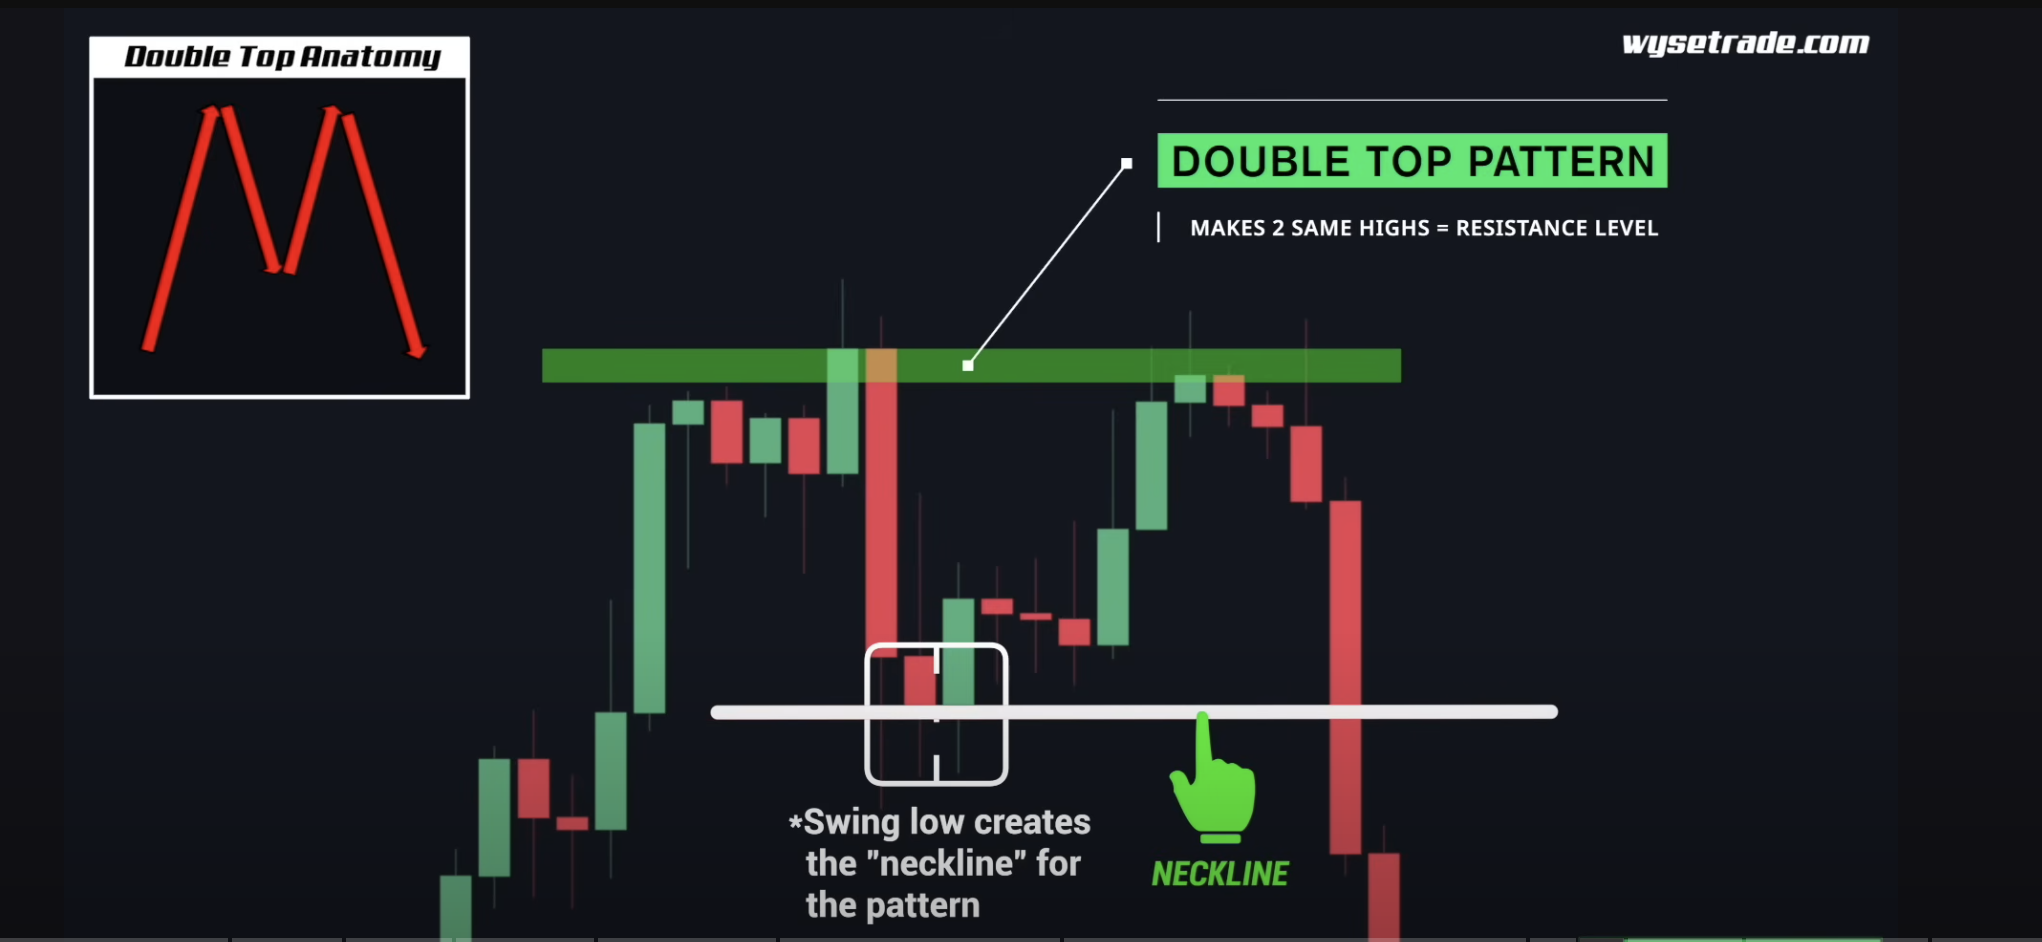 Double Top Anatomy
wysetrade.com
DOUBLE TOP PATTERN
MAKES 2 SAME HIGHS = RESISTANCE LEVEL
*Swing low creates
the "neckline" for
the pattern
NECKLINE